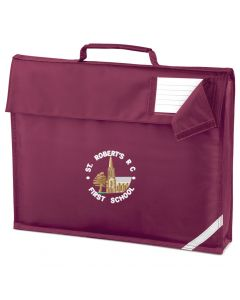 • ST. ROBERT'S R C •
FIRST SCHOOL